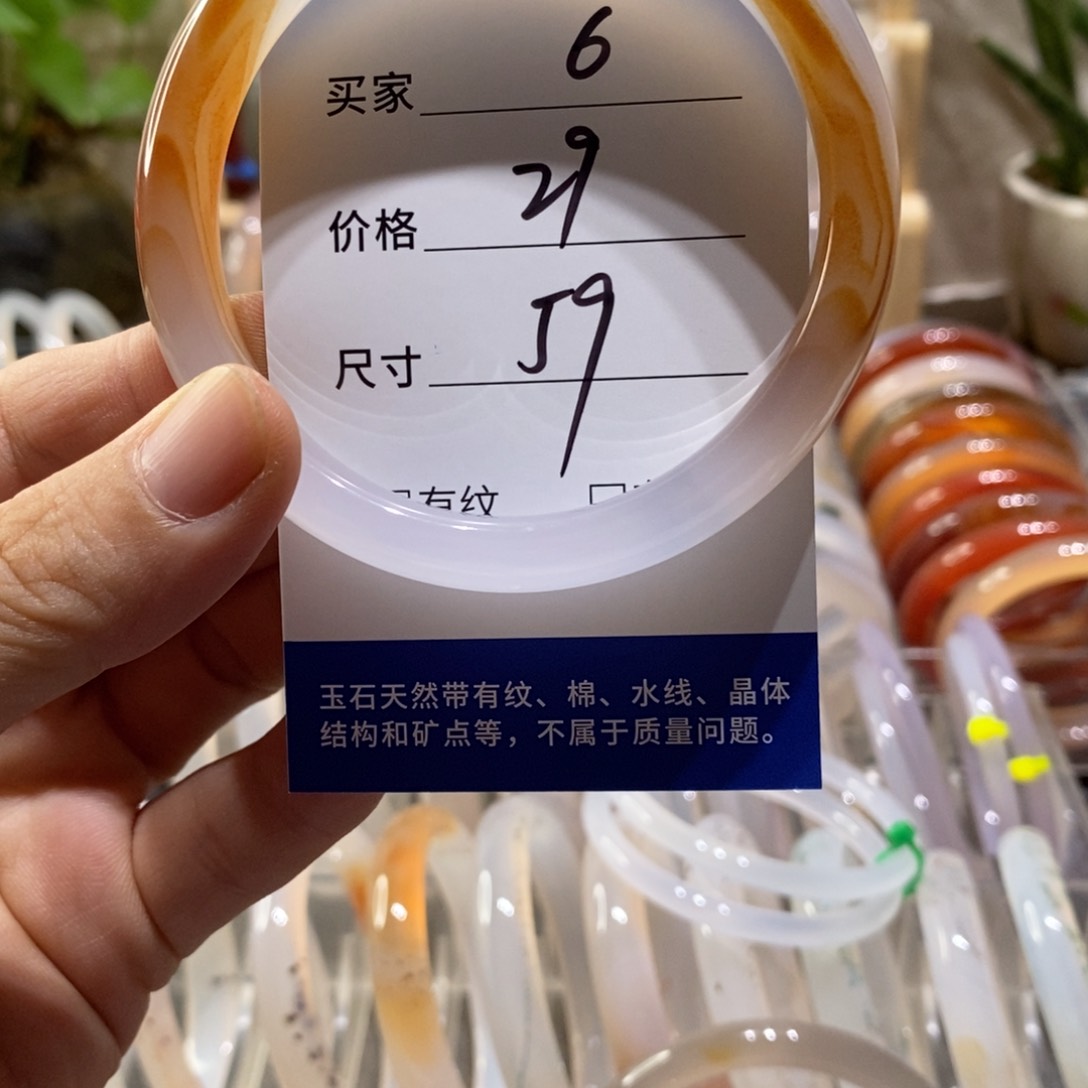 买家 6
价格 29
尺寸 59
有纹 口
玉石天然带有纹、棉、水线、晶体
结构和矿点等，不属于质量问题。